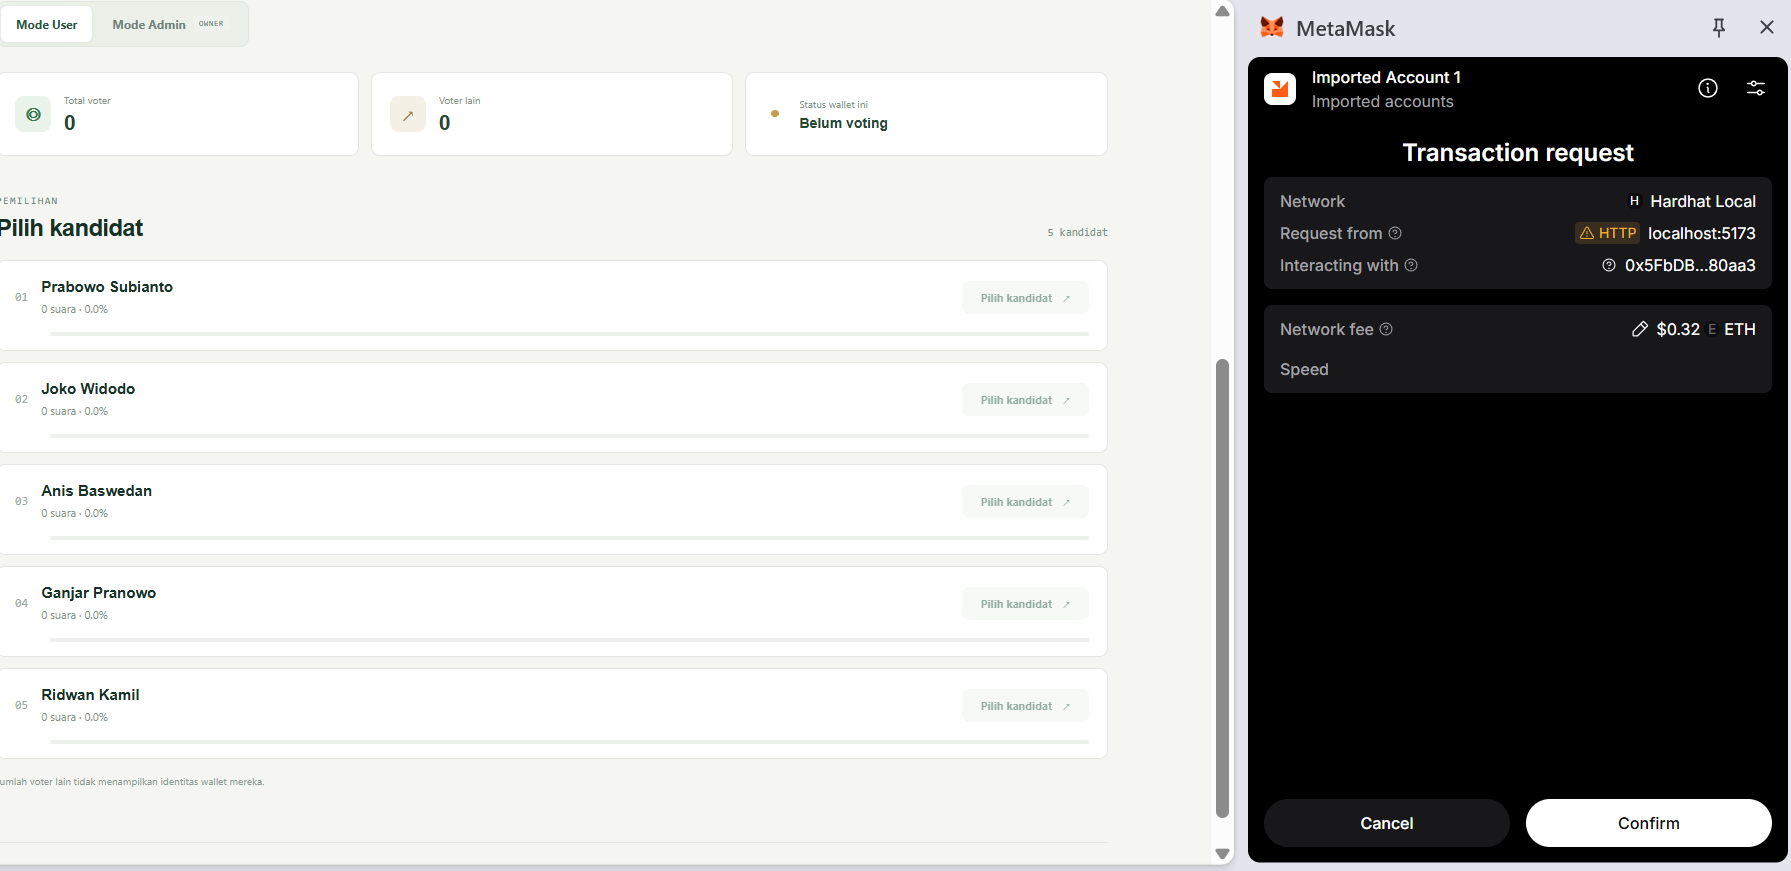 Mode User
Mode Admin OWNER
Total voter
0
Voter lain
0
Status wallet ini
Belum voting
PEMILIHAN
Pilih kandidat
5 kandidat
01
Prabowo Subianto
0 suara · 0.0%
Pilih kandidat ↗
02
Joko Widodo
0 suara · 0.0%
Pilih kandidat ↗
03
Anis Baswedan
0 suara · 0.0%
Pilih kandidat ↗
04
Ganjar Pranowo
0 suara · 0.0%
Pilih kandidat ↗
05
Ridwan Kamil
0 suara · 0.0%
Pilih kandidat ↗
umlah voter lain tidak menampilkan identitas wallet mereka.
MetaMask
Imported Account 1
Imported accounts
Transaction request
Network
H Hardhat Local
Request from
HTTP localhost:5173
Interacting with
0x5FbDB...80aa3
Network fee
$0.32 E ETH
Speed
Cancel
Confirm